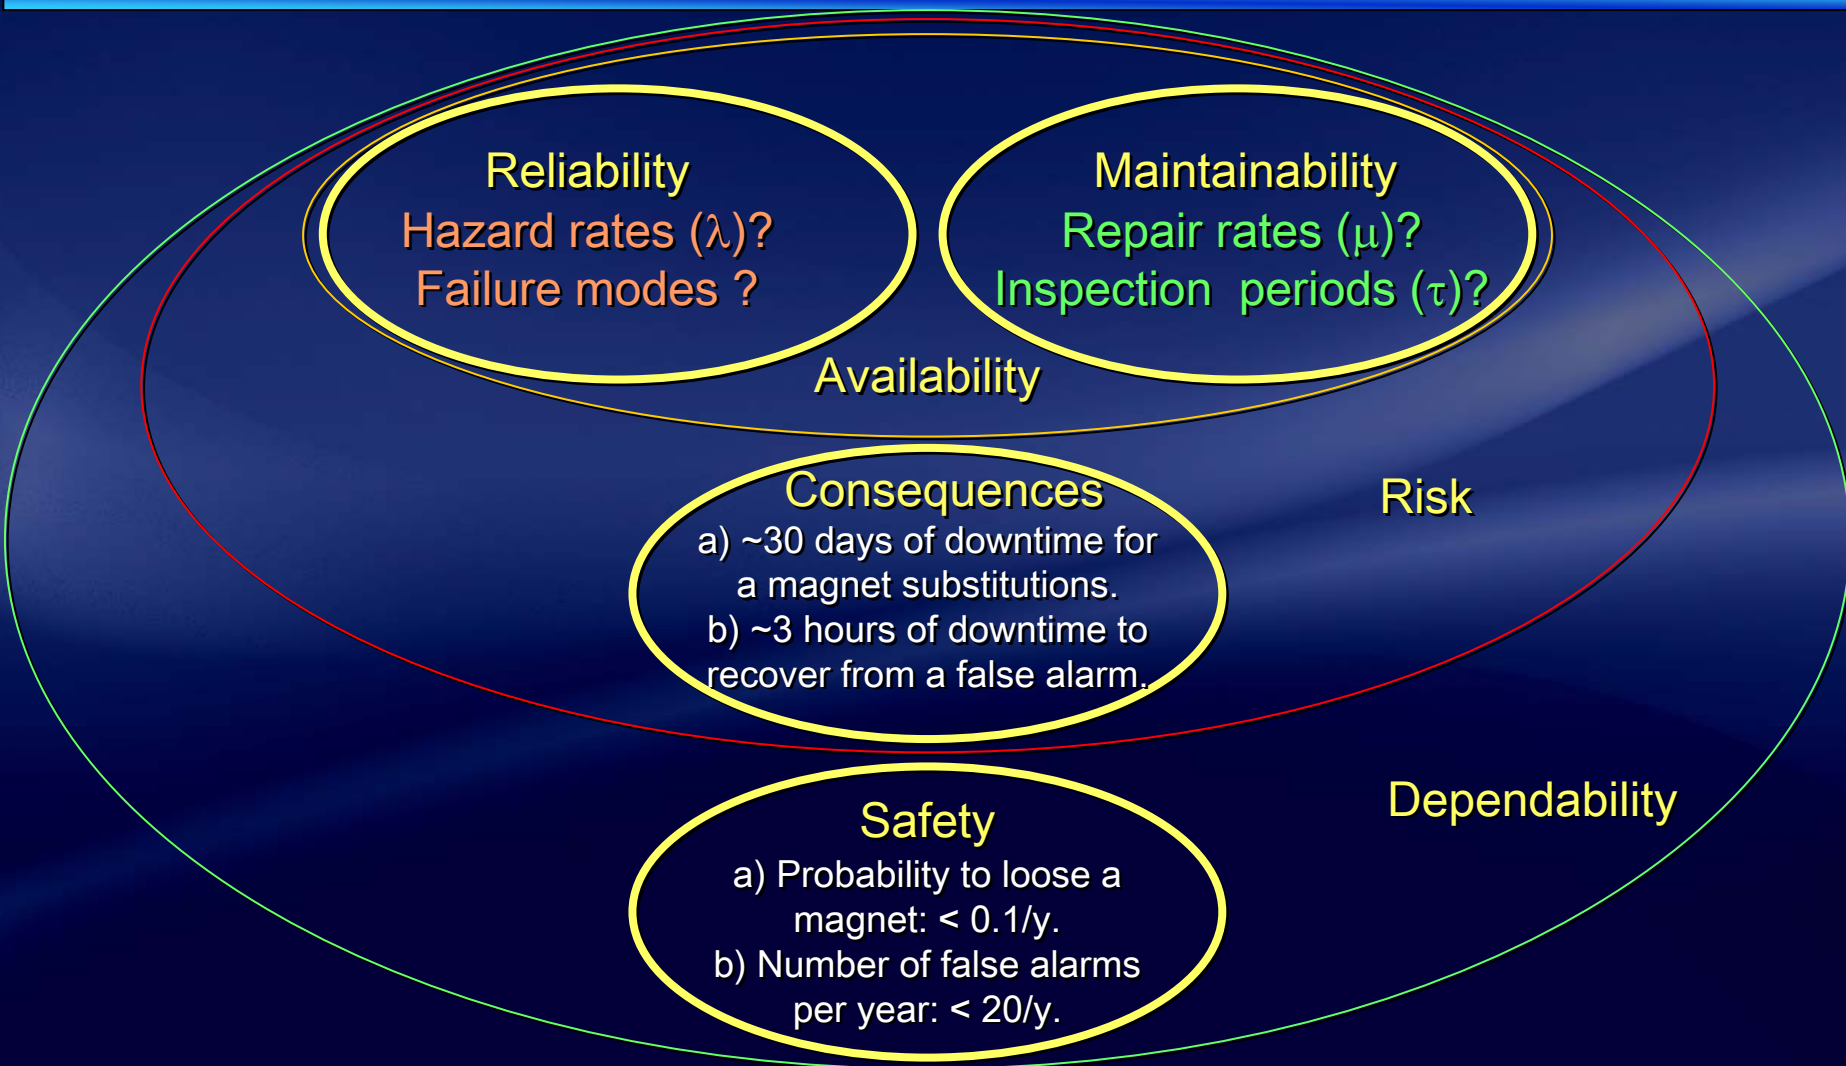 Reliability
Hazard rates (λ)?
Failure modes ?
Maintainability
Repair rates (μ)?
Inspection periods (τ)?
Availability
Consequences
a) ~30 days of downtime for
a magnet substitutions.
b) ~3 hours of downtime to
recover from a false alarm.
Risk
Safety
a) Probability to loose a
magnet: < 0.1/y.
b) Number of false alarms
per year: < 20/y.
Dependability